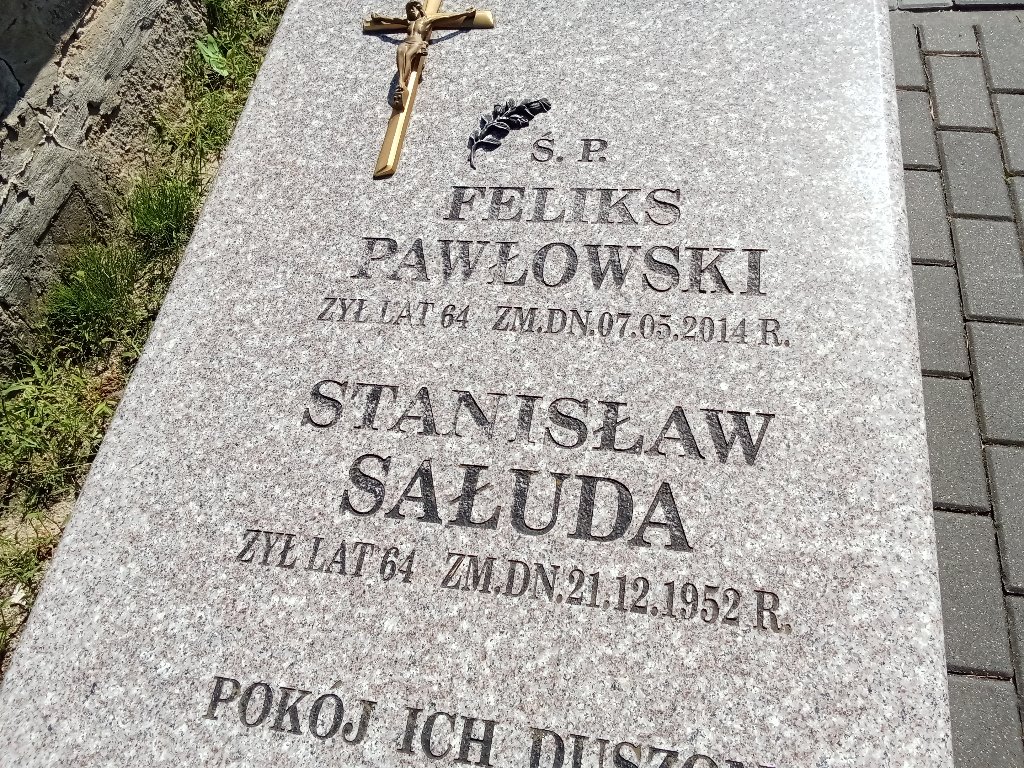 Ś. P.
FELIKS
PAWŁOWSKI
ŻYŁ LAT 64 ZM.DN.07.05.2014 R.
STANISŁAW
SAŁUDA
ŻYŁ LAT 64 ZM.DN.21.12.1952 R.
POKÓJ ICH DUSZOM